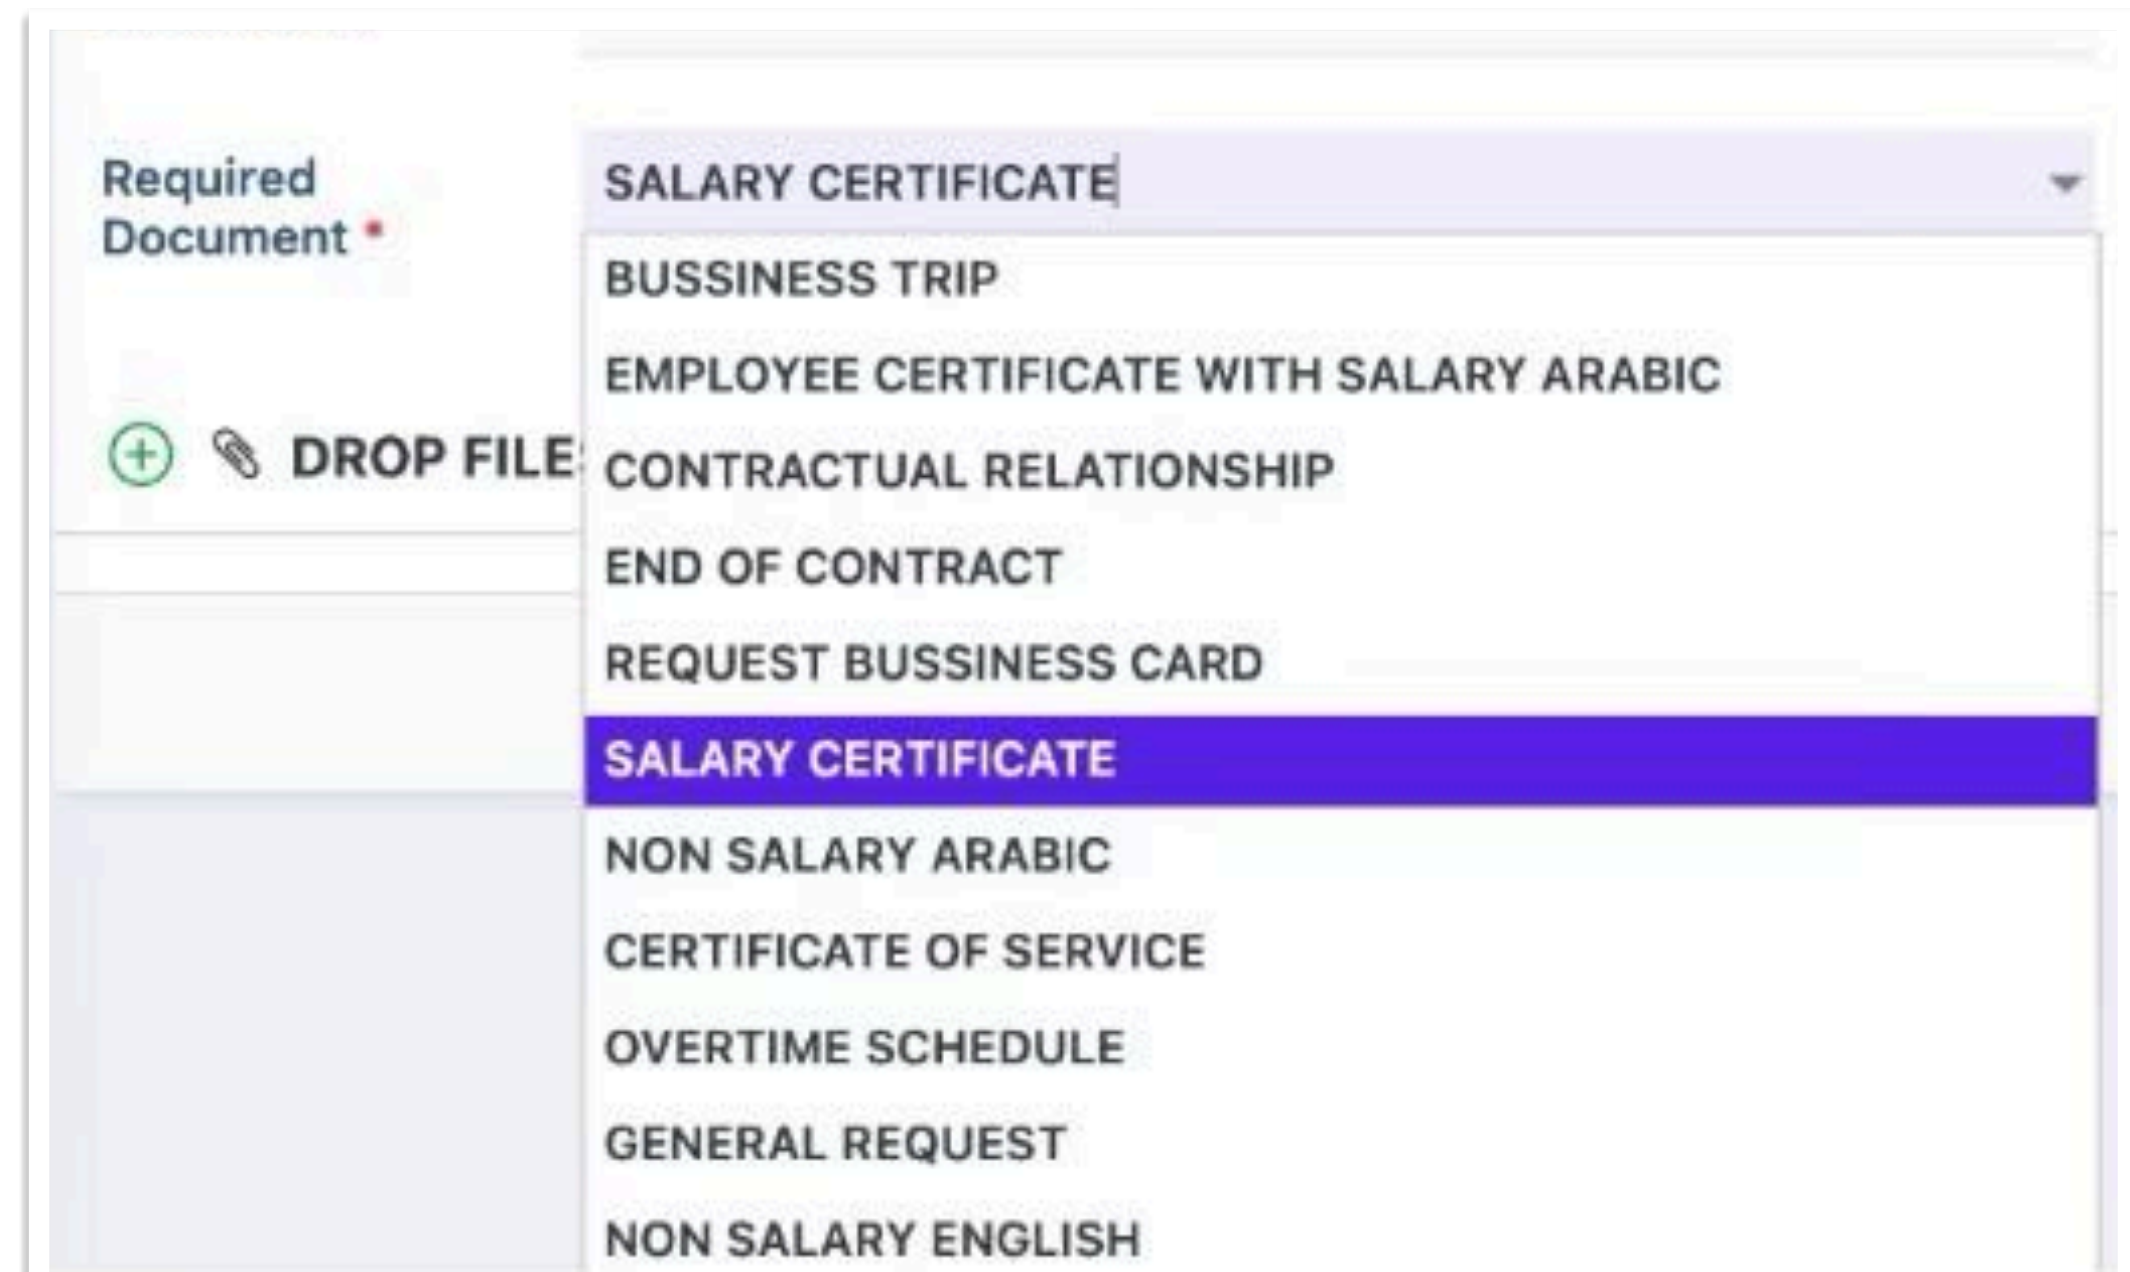 Required
Document *
SALARY CERTIFICATE
BUSSINESS TRIP
EMPLOYEE CERTIFICATE WITH SALARY ARABIC
CONTRACTUAL RELATIONSHIP
DROP FILE
END OF CONTRACT
REQUEST BUSSINESS CARD
SALARY CERTIFICATE
NON SALARY ARABIC
CERTIFICATE OF SERVICE
OVERTIME SCHEDULE
GENERAL REQUEST
NON SALARY ENGLISH